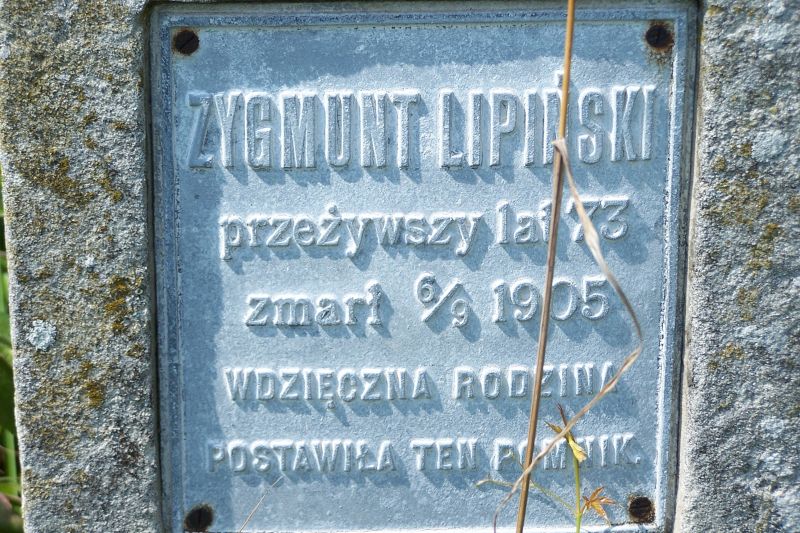 ZYGMUNT LIPIŃSKI
przeżywszy lat 73
zmarł 6/9 1905
WDZIĘCZNA RODZINA
POSTAWIŁA TEN POMNIK.